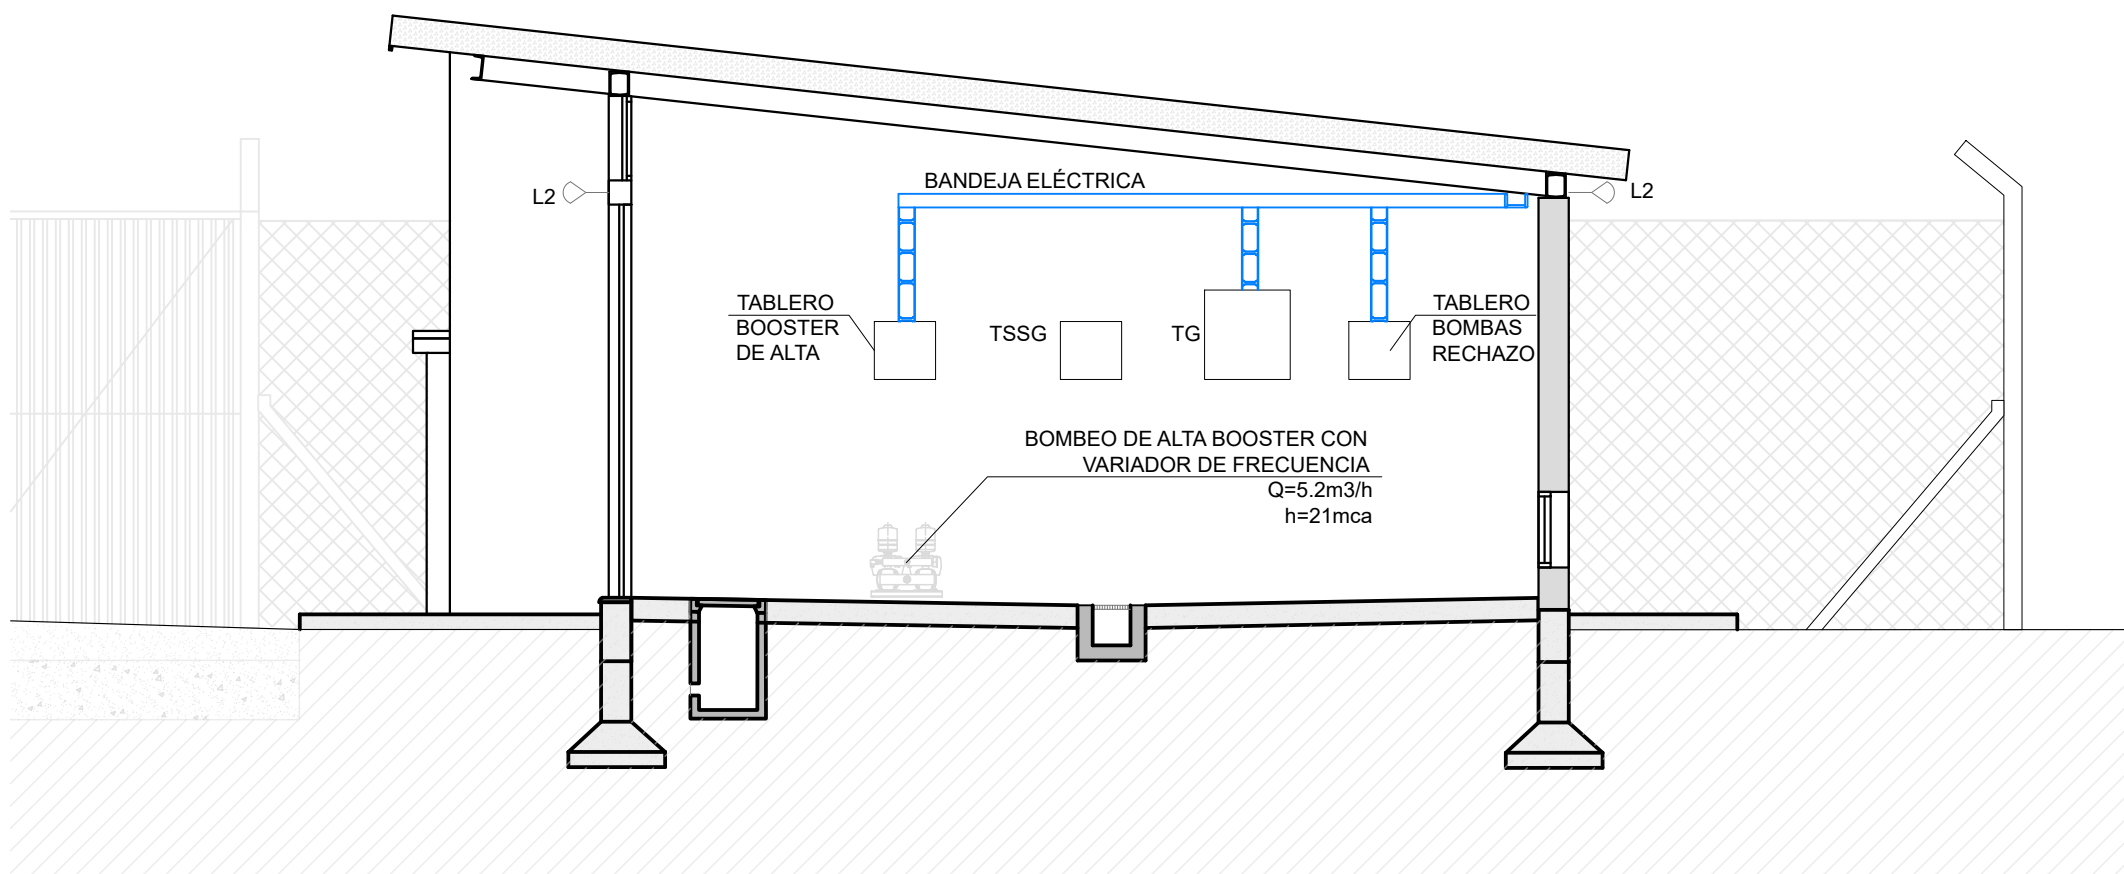 BANDEJA ELÉCTRICA
L2
L2
TABLERO
BOOSTER
DE ALTA
TSSG
TG
TABLERO
BOMBAS
RECHAZO
BOMBEO DE ALTA BOOSTER CON
VARIADOR DE FRECUENCIA
Q=5.2m3/h
h=21mca